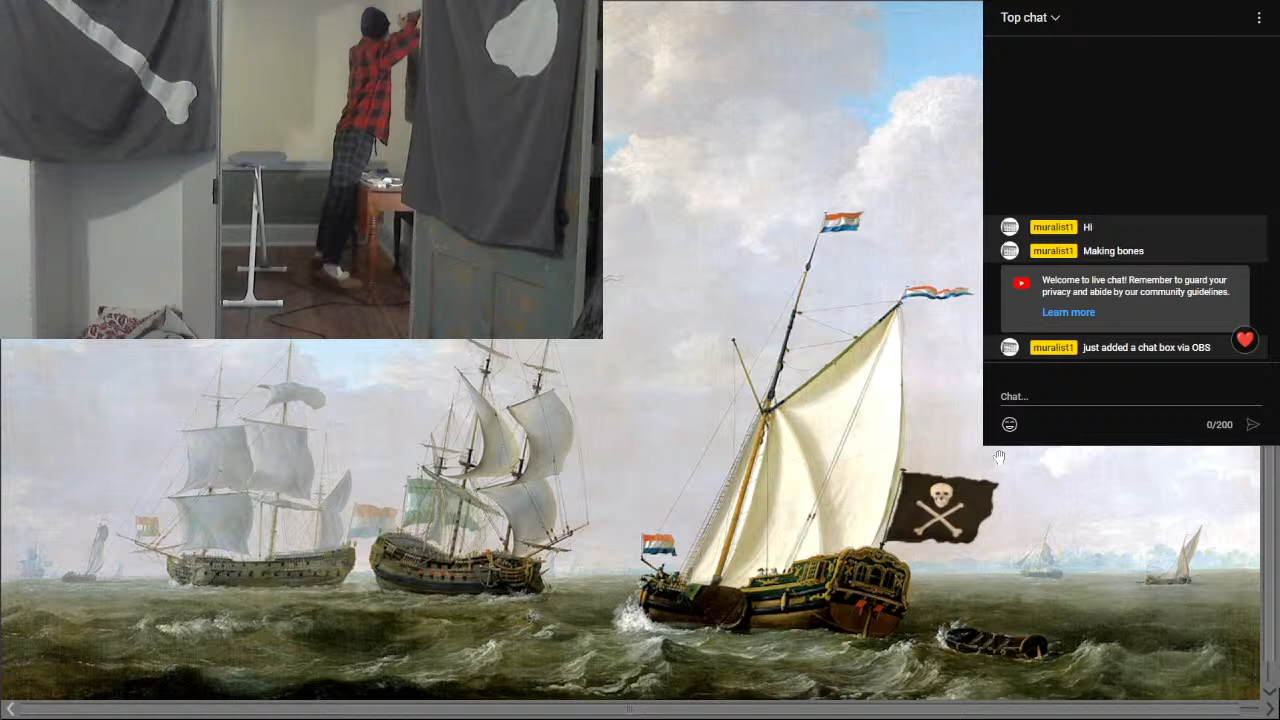 Top chat
muralist1 Hi
muralist1 Making bones
Welcome to live chat! Remember to guard your
privacy and abide by our community guidelines.
Learn more
muralist1 just added a chat box via OBS
Chat...
0/200